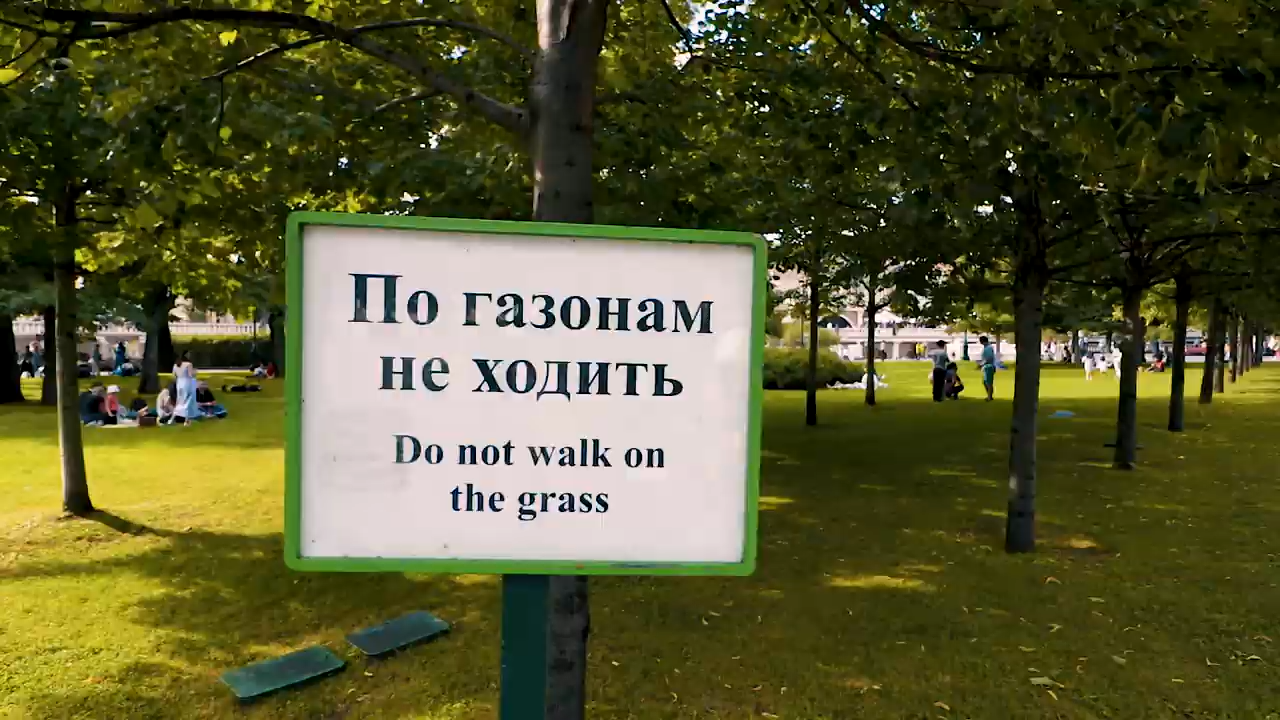 По газонам
не ходить
Do not walk on
the grass